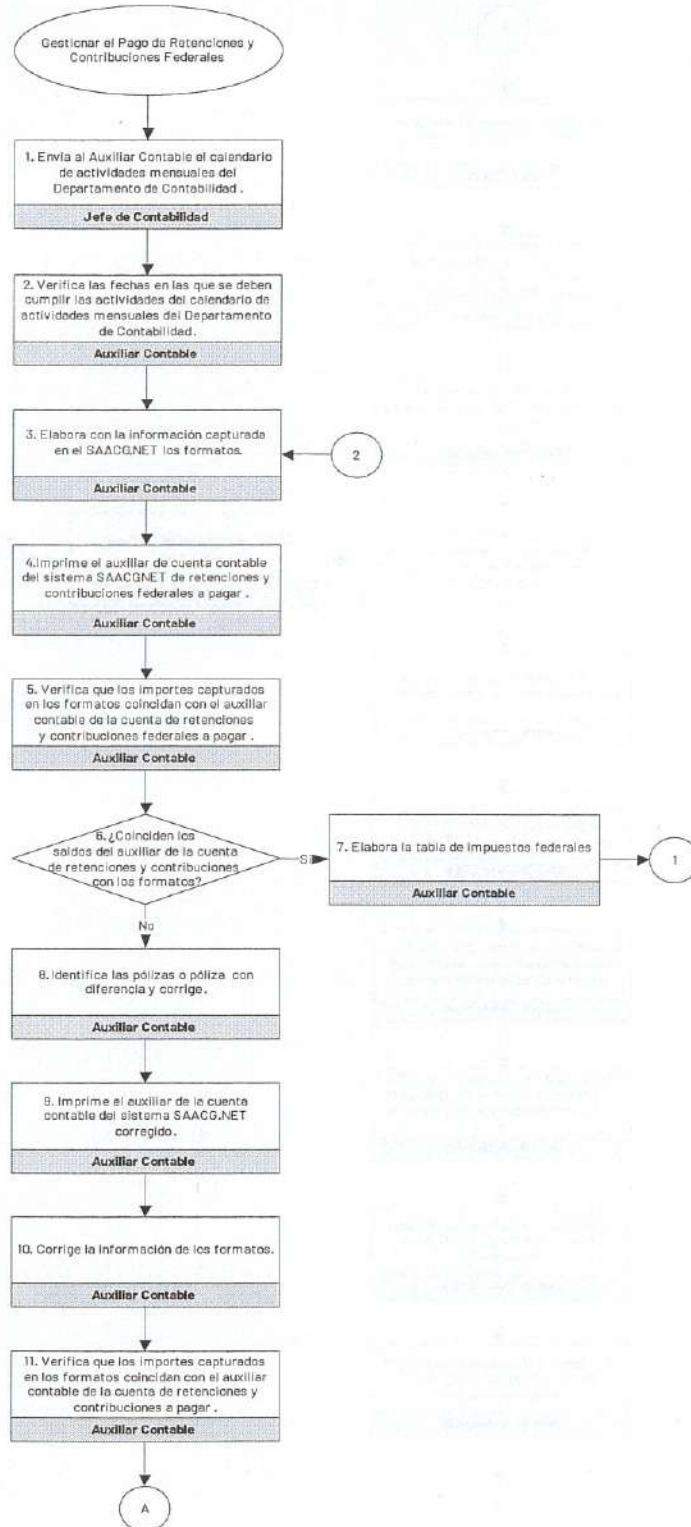 Gestionar el Pago de Retenciones y
Contribuciones Federales
1. Envía al Auxiliar Contable el calendario
de actividades mensuales del
Departamento de Contabilidad .
Jefe de Contabilidad
2. Verifica las fechas en las que se deben
cumplir las actividades del calendario de
actividades mensuales del Departamento
de Contabilidad.
Auxiliar Contable
3. Elabora con la información capturada
en el SAACG.NET los formatos.
Auxiliar Contable
2
4.Imprime el auxiliar de cuenta contable
del sistema SAACGNET de retenciones y
contribuciones federales a pagar .
Auxiliar Contable
5. Verifica que los importes capturados
en los formatos coincidan con el auxiliar
contable de la cuenta de retenciones
y contribuciones federales a pagar .
Auxiliar Contable
6. ¿Coinciden los
saldos del auxiliar de la cuenta
de retenciones y contribuciones
con los formatos?
Si
7. Elabora la tabla de impuestos federales
Auxiliar Contable
1
No
8. Identifica las pólizas o póliza con
diferencia y corrige .
Auxiliar Contable
9. Imprime el auxiliar de la cuenta
contable del sistema SAACG.NET
corregido .
Auxiliar Contable
10. Corrige la información de los formatos.
Auxiliar Contable
11. Verifica que los importes capturados
en los formatos coincidan con el auxiliar
contable de la cuenta de retenciones y
contribuciones a pagar .
Auxiliar Contable
A